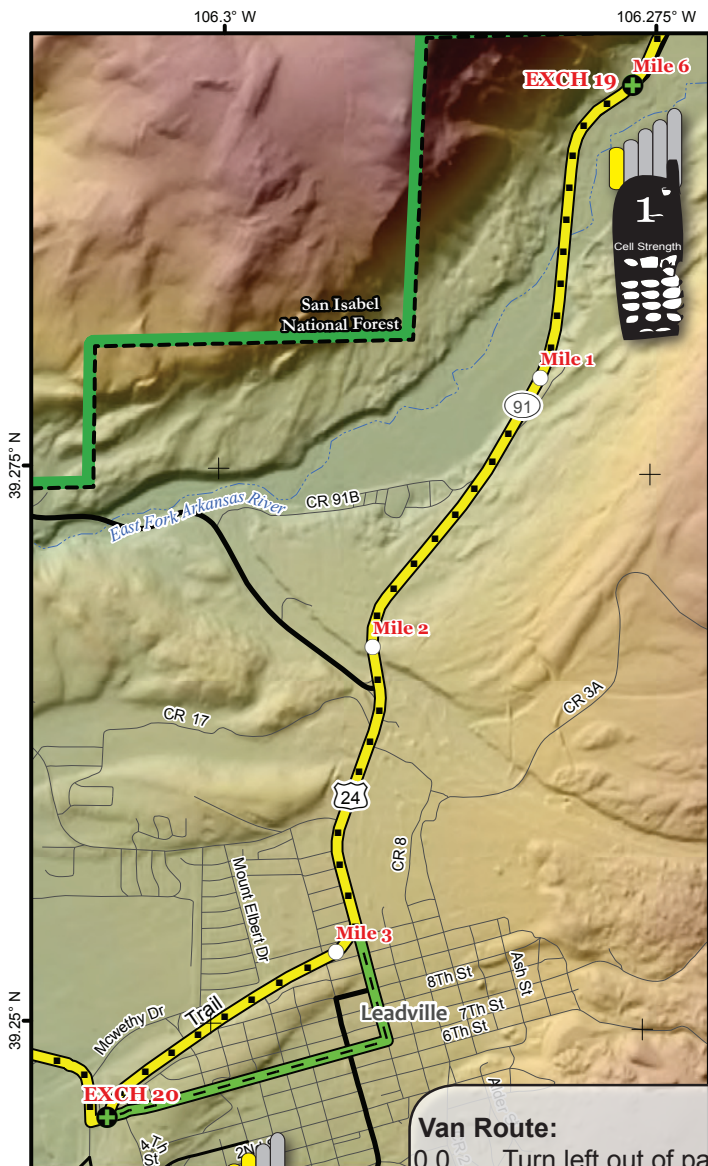 106.3° W
106.275° W
EXCH 19
Mile 6
1
Cell Strength
San Isabel
National Forest
Mile 1
91
39.275° N
CR 91B
East Fork Arkansas River
Mile 2
CR 3A
CR 17
24
CR 8
Mount Elbert Dr
Mile 3
8Th St
Ash St
7Th St
Leadville
6Th St
39.25° N
Trail
Mcwethy Dr
EXCH 20
4 Th
St
Van Route:
0.0 Turn left out of pa